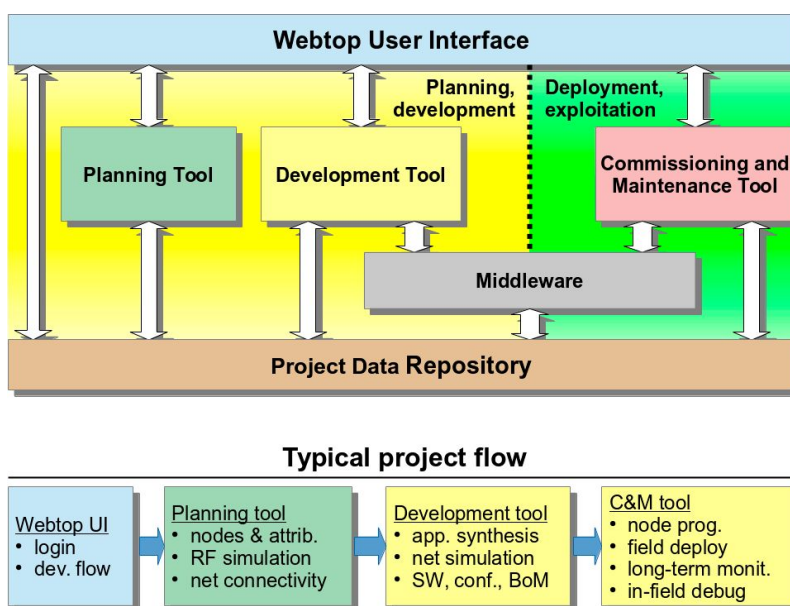 Webtop User Interface
Planning,
development
Deployment,
exploitation
Planning Tool
Development Tool
Commissioning and
Maintenance Tool
Middleware
Project Data Repository
Typical project flow
Webtop UI
• login
• dev. flow
Planning tool
• nodes & attrib.
• RF simulation
• net connectivity
Development tool
• app. synthesis
• net simulation
• SW, conf., BoM
C&M tool
• node prog.
• field deploy
• long-term monit.
• in-field debug